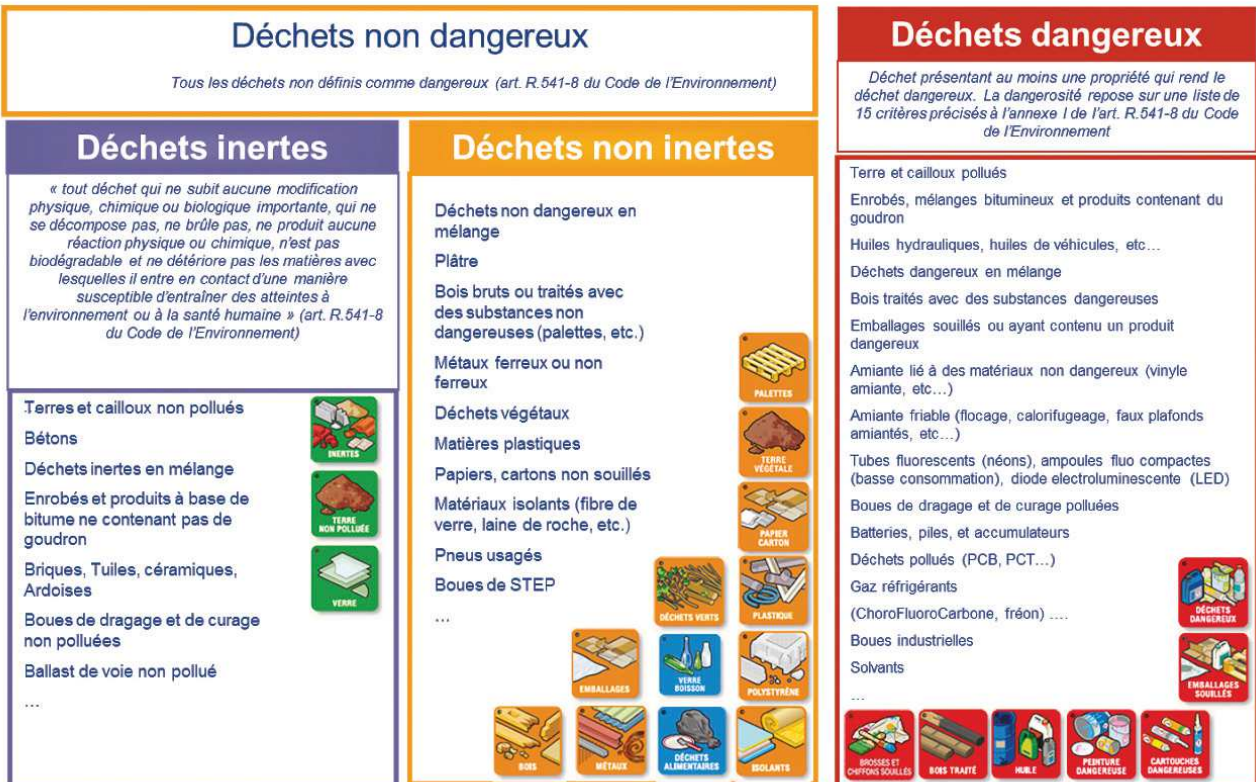 Déchets non dangereux
Tous les déchets non définis comme dangereux (art. R.541-8 du Code de l'Environnement)
Déchets inertes
« tout déchet qui ne subit aucune modification
physique, chimique ou biologique importante, qui ne
se décompose pas, ne brûle pas, ne produit aucune
réaction physique ou chimique, n'est pas
biodégradable et ne détériore pas les matières avec
lesquelles il entre en contact d'une manière
susceptible d'entraîner des atteintes à
l'environnement ou à la santé humaine » (art. R.541-8
du Code de l'Environnement)
Terres et cailloux non pollués
Bétons
Déchets inertes en mélange
Enrobés et produits à base de
bitume ne contenant pas de
goudron
Briques, Tuiles, céramiques,
Ardoises
Boues de dragage et de curage
non polluées
Ballast de voie non pollué
...
INERTES
TERRE
NON POLLUÉE
VERRE
Déchets non inertes
Déchets non dangereux en
mélange
Plâtre
Bois bruts ou traités avec
des substances non
dangereuses (palettes, etc.)
Métaux ferreux ou non
ferreux
Déchets végétaux
Matières plastiques
Papiers, cartons non souillés
Matériaux isolants (fibre de
verre, laine de roche, etc.)
Pneus usagés
Boues de STEP
...
PALETTES
TERRE
VÉGÉTALE
PAPIER
CARTON
DÉCHETS VERTS
PLASTIQUE
EMBALLAGES
VERRE
BOISSON
POLYSTYRÈNE
BOIS
MÉTAUX
DÉCHETS
ALIMENTAIRES
ISOLANTS
Déchets dangereux
Déchet présentant au moins une propriété qui rend le
déchet dangereux. La dangerosité repose sur une liste de
15 critères précisés à l'annexe I de l'art. R.541-8 du Code
de l'Environnement
Terre et cailloux pollués
Enrobés, mélanges bitumineux et produits contenant du
goudron
Huiles hydrauliques, huiles de véhicules, etc...
Déchets dangereux en mélange
Bois traités avec des substances dangereuses
Emballages souillés ou ayant contenu un produit
dangereux
Amiante lié à des matériaux non dangereux (vinyle
amiante, etc...)
Amiante friable (flocage, calorifugeage, faux plafonds
amiantés, etc...)
Tubes fluorescents (néons), ampoules fluo compactes
(basse consommation), diode electroluminescente (LED)
Boues de dragage et de curage polluées
Batteries, piles, et accumulateurs
Déchets pollués (PCB, PCT...)
Gaz réfrigérants
(ChoroFluoroCarbone, fréon) ....
Boues industrielles
Solvants
...
DÉCHETS
DANGEREUX
EMBALLAGES
SOUILLÉS
BROSSES ET
CHIFFONS SOUILLÉS
BOIS TRAITÉ
HUILE
PEINTURE
DANGEREUSE
CARTOUCHES
DANGEREUSES